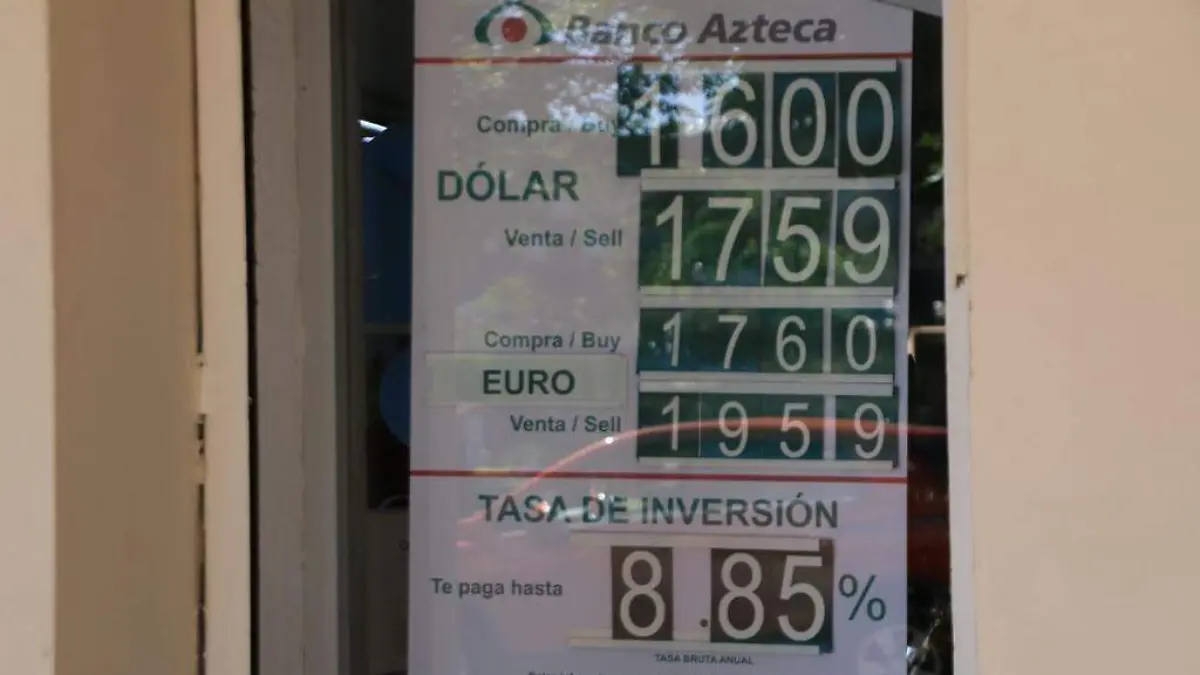 Banco Azteca
Compra / Buy 1600
DÓLAR
Venta / Sell 1759
Compra / Buy 1760
EURO
Venta / Sell 1959
TASA DE INVERSIÓN
Te paga hasta 8.85%
TASA BRUTA ANUAL